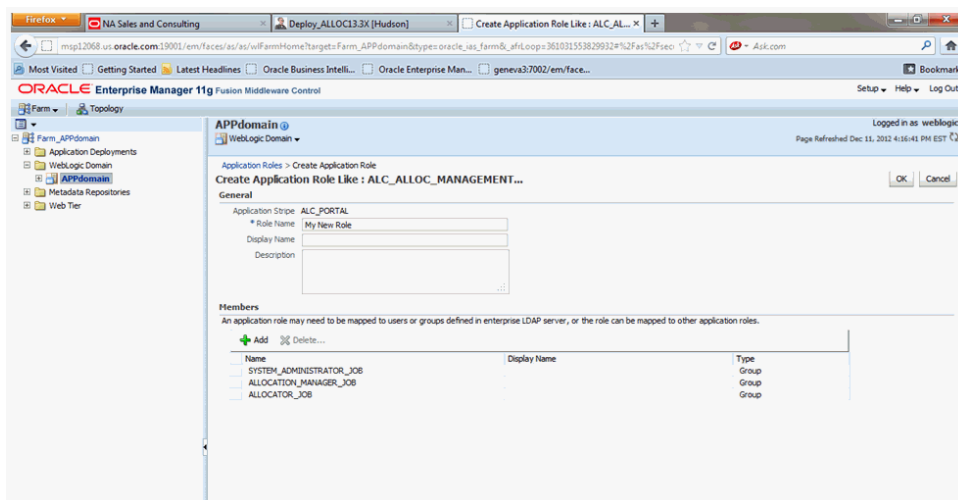 Firefox
NA Sales and Consulting
Deploy_ALLOC13.3X [Hudson]
Create Application Role Like : ALC_AL...
msp12068.us.oracle.com:19001/em/faces/as/as/wlFarmHome?target=Farm_APPdomain&type=oracle_ias_farm&_afrLoop=361031553829932#%2Fas%2Fsec
Ask.com
Most Visited Getting Started Latest Headlines Oracle Business Intelli... Oracle Enterprise Man... geneva3:7002/em/face... Bookmark
ORACLE Enterprise Manager 11g Fusion Middleware Control
Setup Help Log Out
Farm Topology
Farm_APPdomain
Application Deployments
WebLogic Domain
APPdomain
Metadata Repositories
Web Tier
APPdomain
WebLogic Domain
Logged in as weblogic
Page Refreshed Dec 11, 2012 4:16:41 PM EST
Application Roles > Create Application Role
Create Application Role Like : ALC_ALLOC_MANAGEMENT...
OK Cancel
General
Application Stripe ALC_PORTAL
* Role Name My New Role
Display Name
Description
Members
An application role may need to be mapped to users or groups defined in enterprise LDAP server, or the role can be mapped to other application roles.
Add Delete...
Name Display Name Type
SYSTEM_ADMINISTRATOR_JOB Group
ALLOCATION_MANAGER_JOB Group
ALLOCATOR_JOB Group